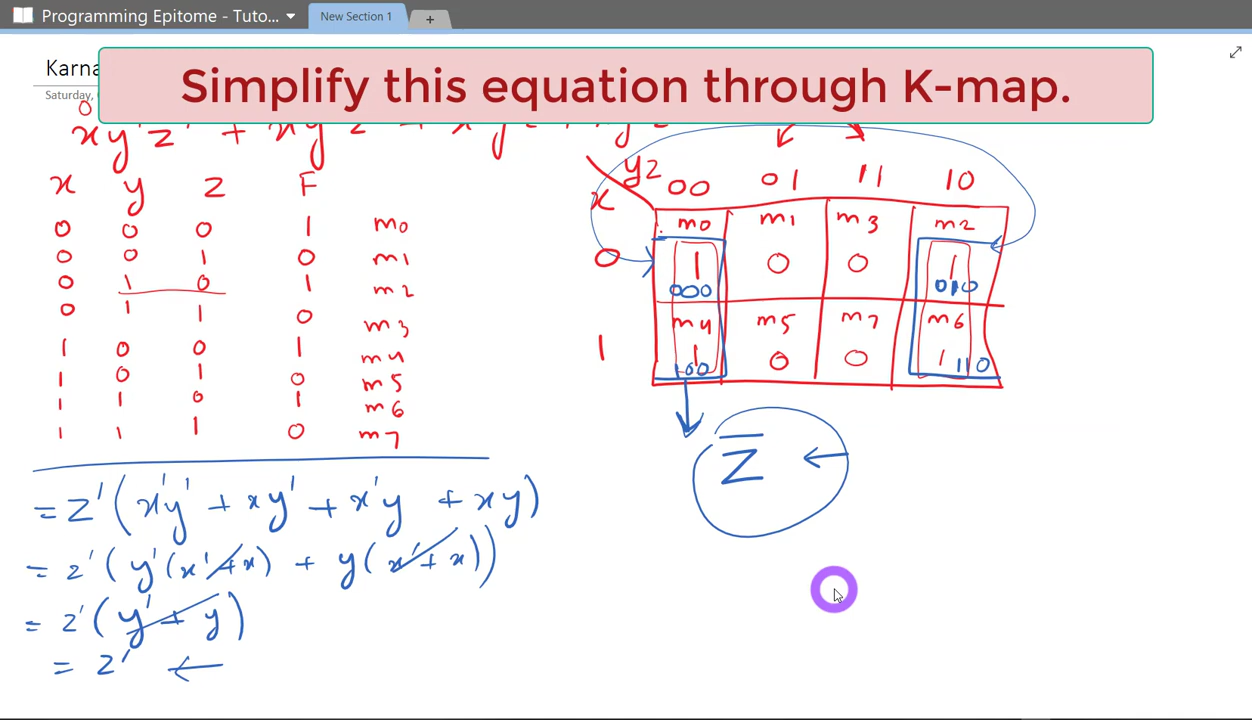 Programming Epitome - Tuto...
New Section 1
+
Karna
Simplify this equation through K-map.
Saturday,
0
x'y'z' + xy
x y z F
0 0 0 1 m0
0 0 1 0 m1
0 1 0 1 m2
0 1 1 0 m3
1 0 0 1 m4
1 0 1 0 m5
1 1 0 1 m6
1 1 1 0 m7
= z'(x'y' + xy' + x'y + xy)
= z'(y'(x'+x) + y(x'+x))
= z'(y' + y)
= z' ←
yz
x
00 01 11 10
m0 m1 m3 m2
0 1 0 0 1
000 010
m4 m5 m7 m6
1 1 0 0 1
100 110
Z̅ ←